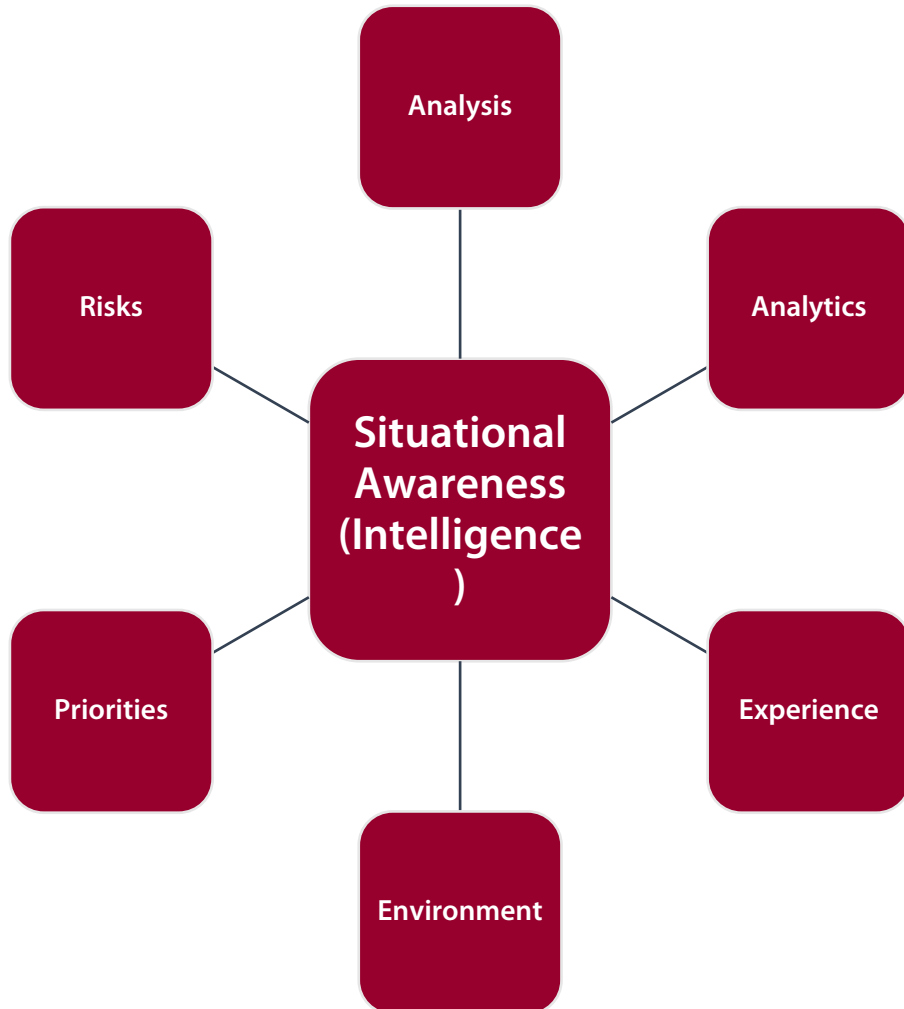 Analysis
Risks
Analytics
Situational
Awareness
(Intelligence
)
Priorities
Experience
Environment